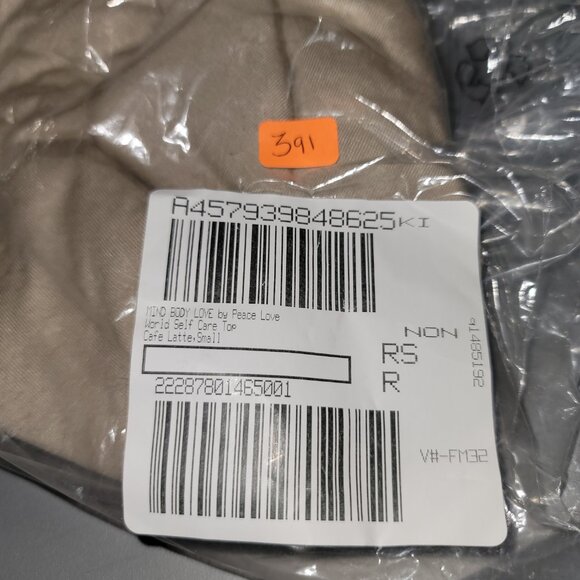 391
A457939848625KI
MIND BODY LOVE by Peace Love
World Self Care Top
Cafe Latte,Small
NON
RS
R
22287801465001
a1485192
V#-FM32